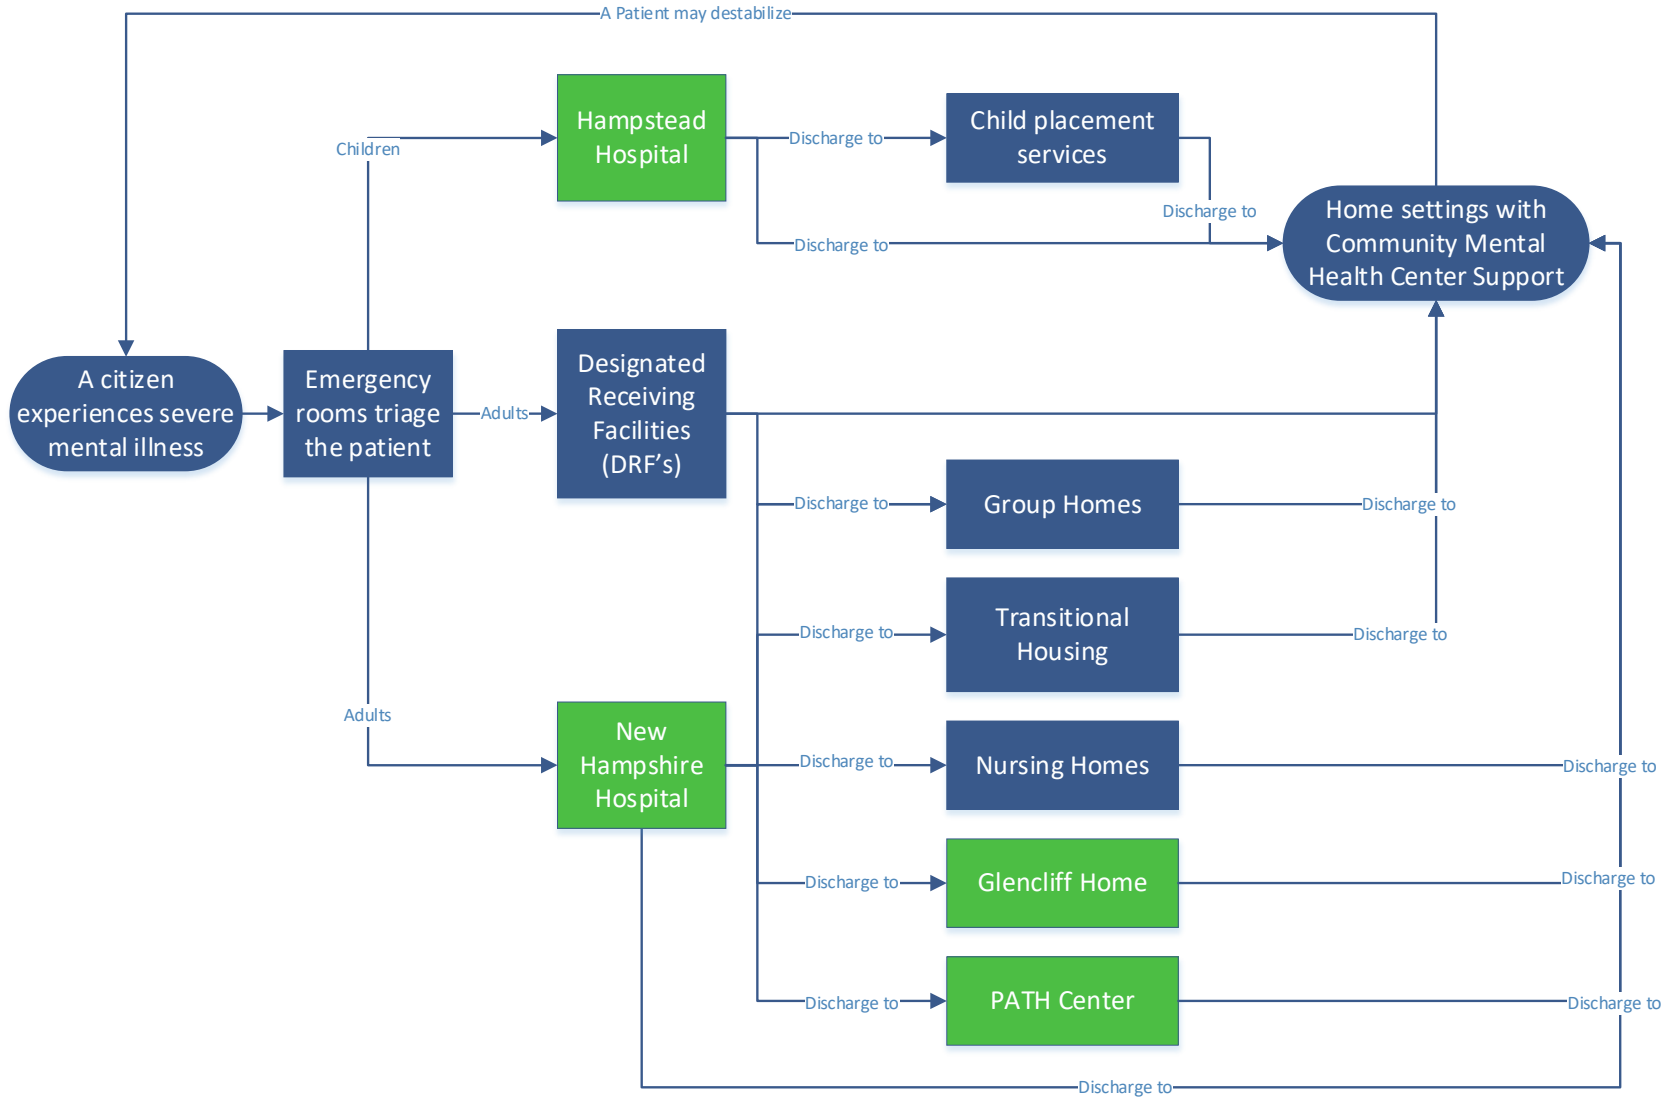 A Patient may destabilize
Hampstead
Hospital
Children
Discharge to
Child placement
services
Discharge to
Discharge to
Home settings with
Community Mental
Health Center Support
A citizen
experiences severe
mental illness
Emergency
rooms triage
the patient
Adults
Designated
Receiving
Facilities
(DRF's)
Discharge to
Group Homes
Discharge to
Discharge to
Transitional
Housing
Discharge to
Adults
New
Hampshire
Hospital
Discharge to
Nursing Homes
Discharge to
Discharge to
Glencliff Home
Discharge to
Discharge to
PATH Center
Discharge to
Discharge to